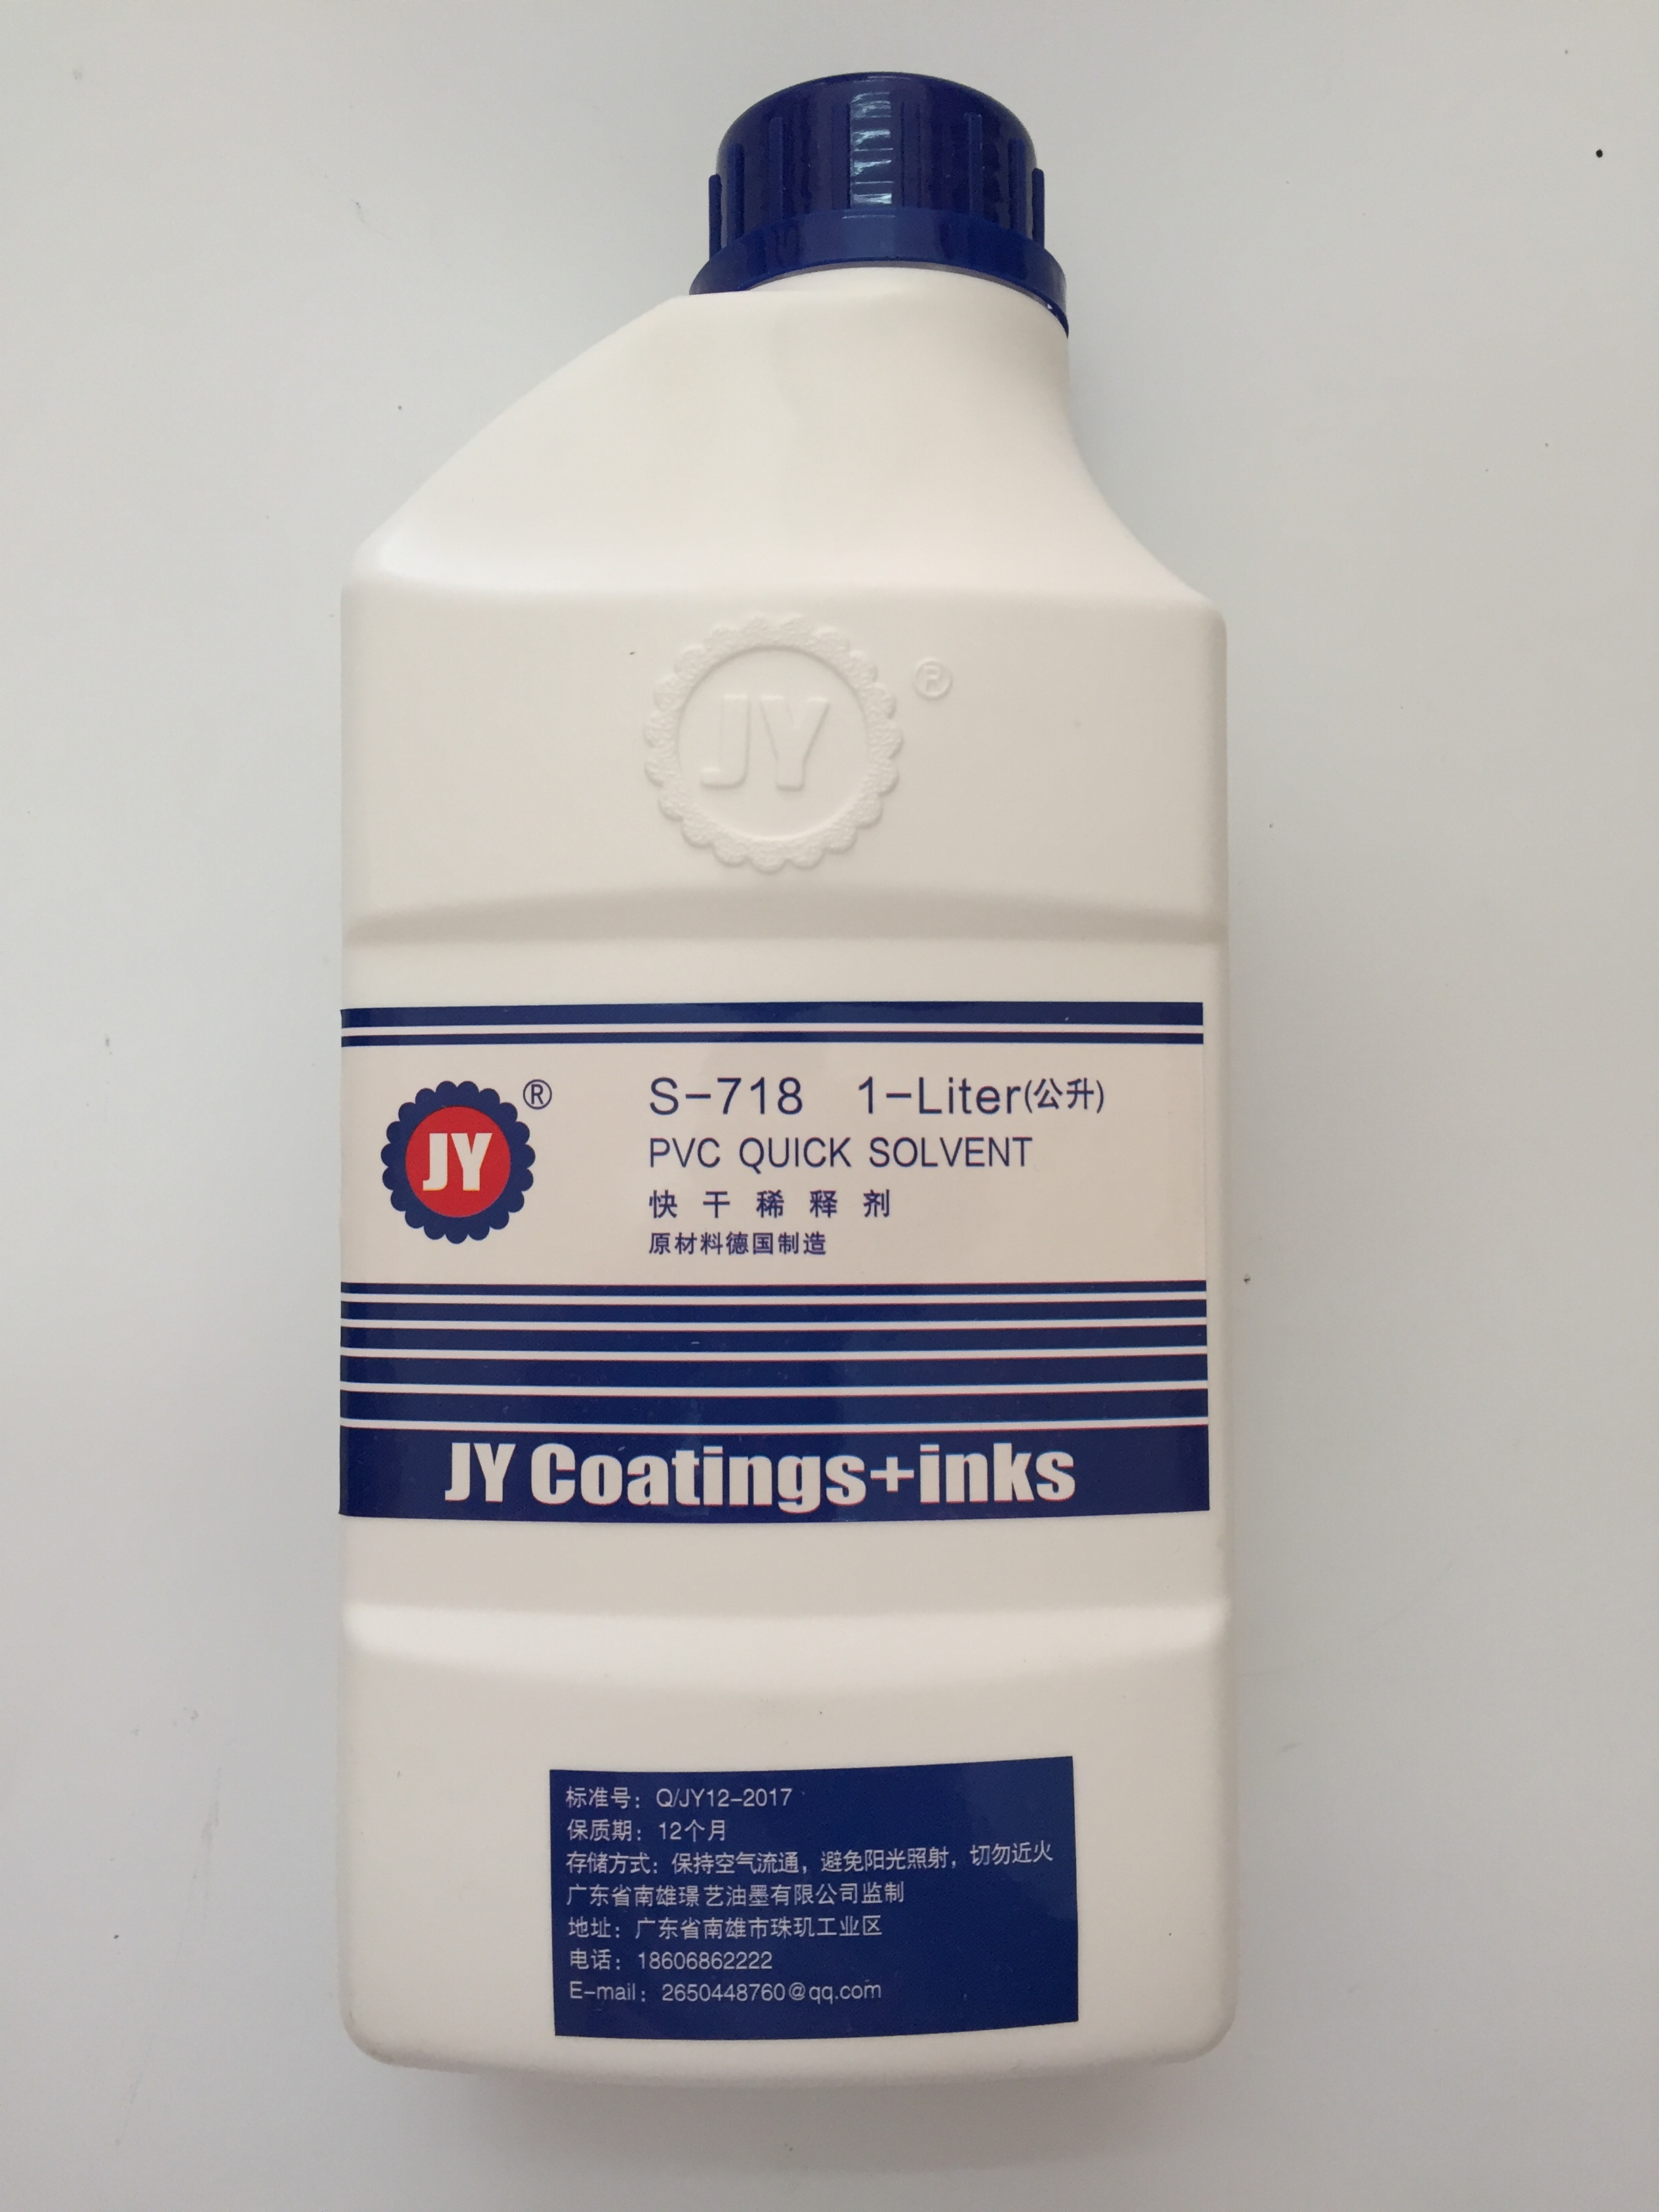 JY ®
JY ®
S-718 1-Liter(公升)
PVC QUICK SOLVENT
快干稀释剂
原材料德国制造
JY Coatings+inks
标准号：Q/JY12-2017
保质期：12个月
存储方式：保持空气流通，避免阳光照射，切勿近火
广东省南雄璟艺油墨有限公司监制
地址：广东省南雄市珠玑工业区
电话：18606862222
E-mail：2650448760@qq.com